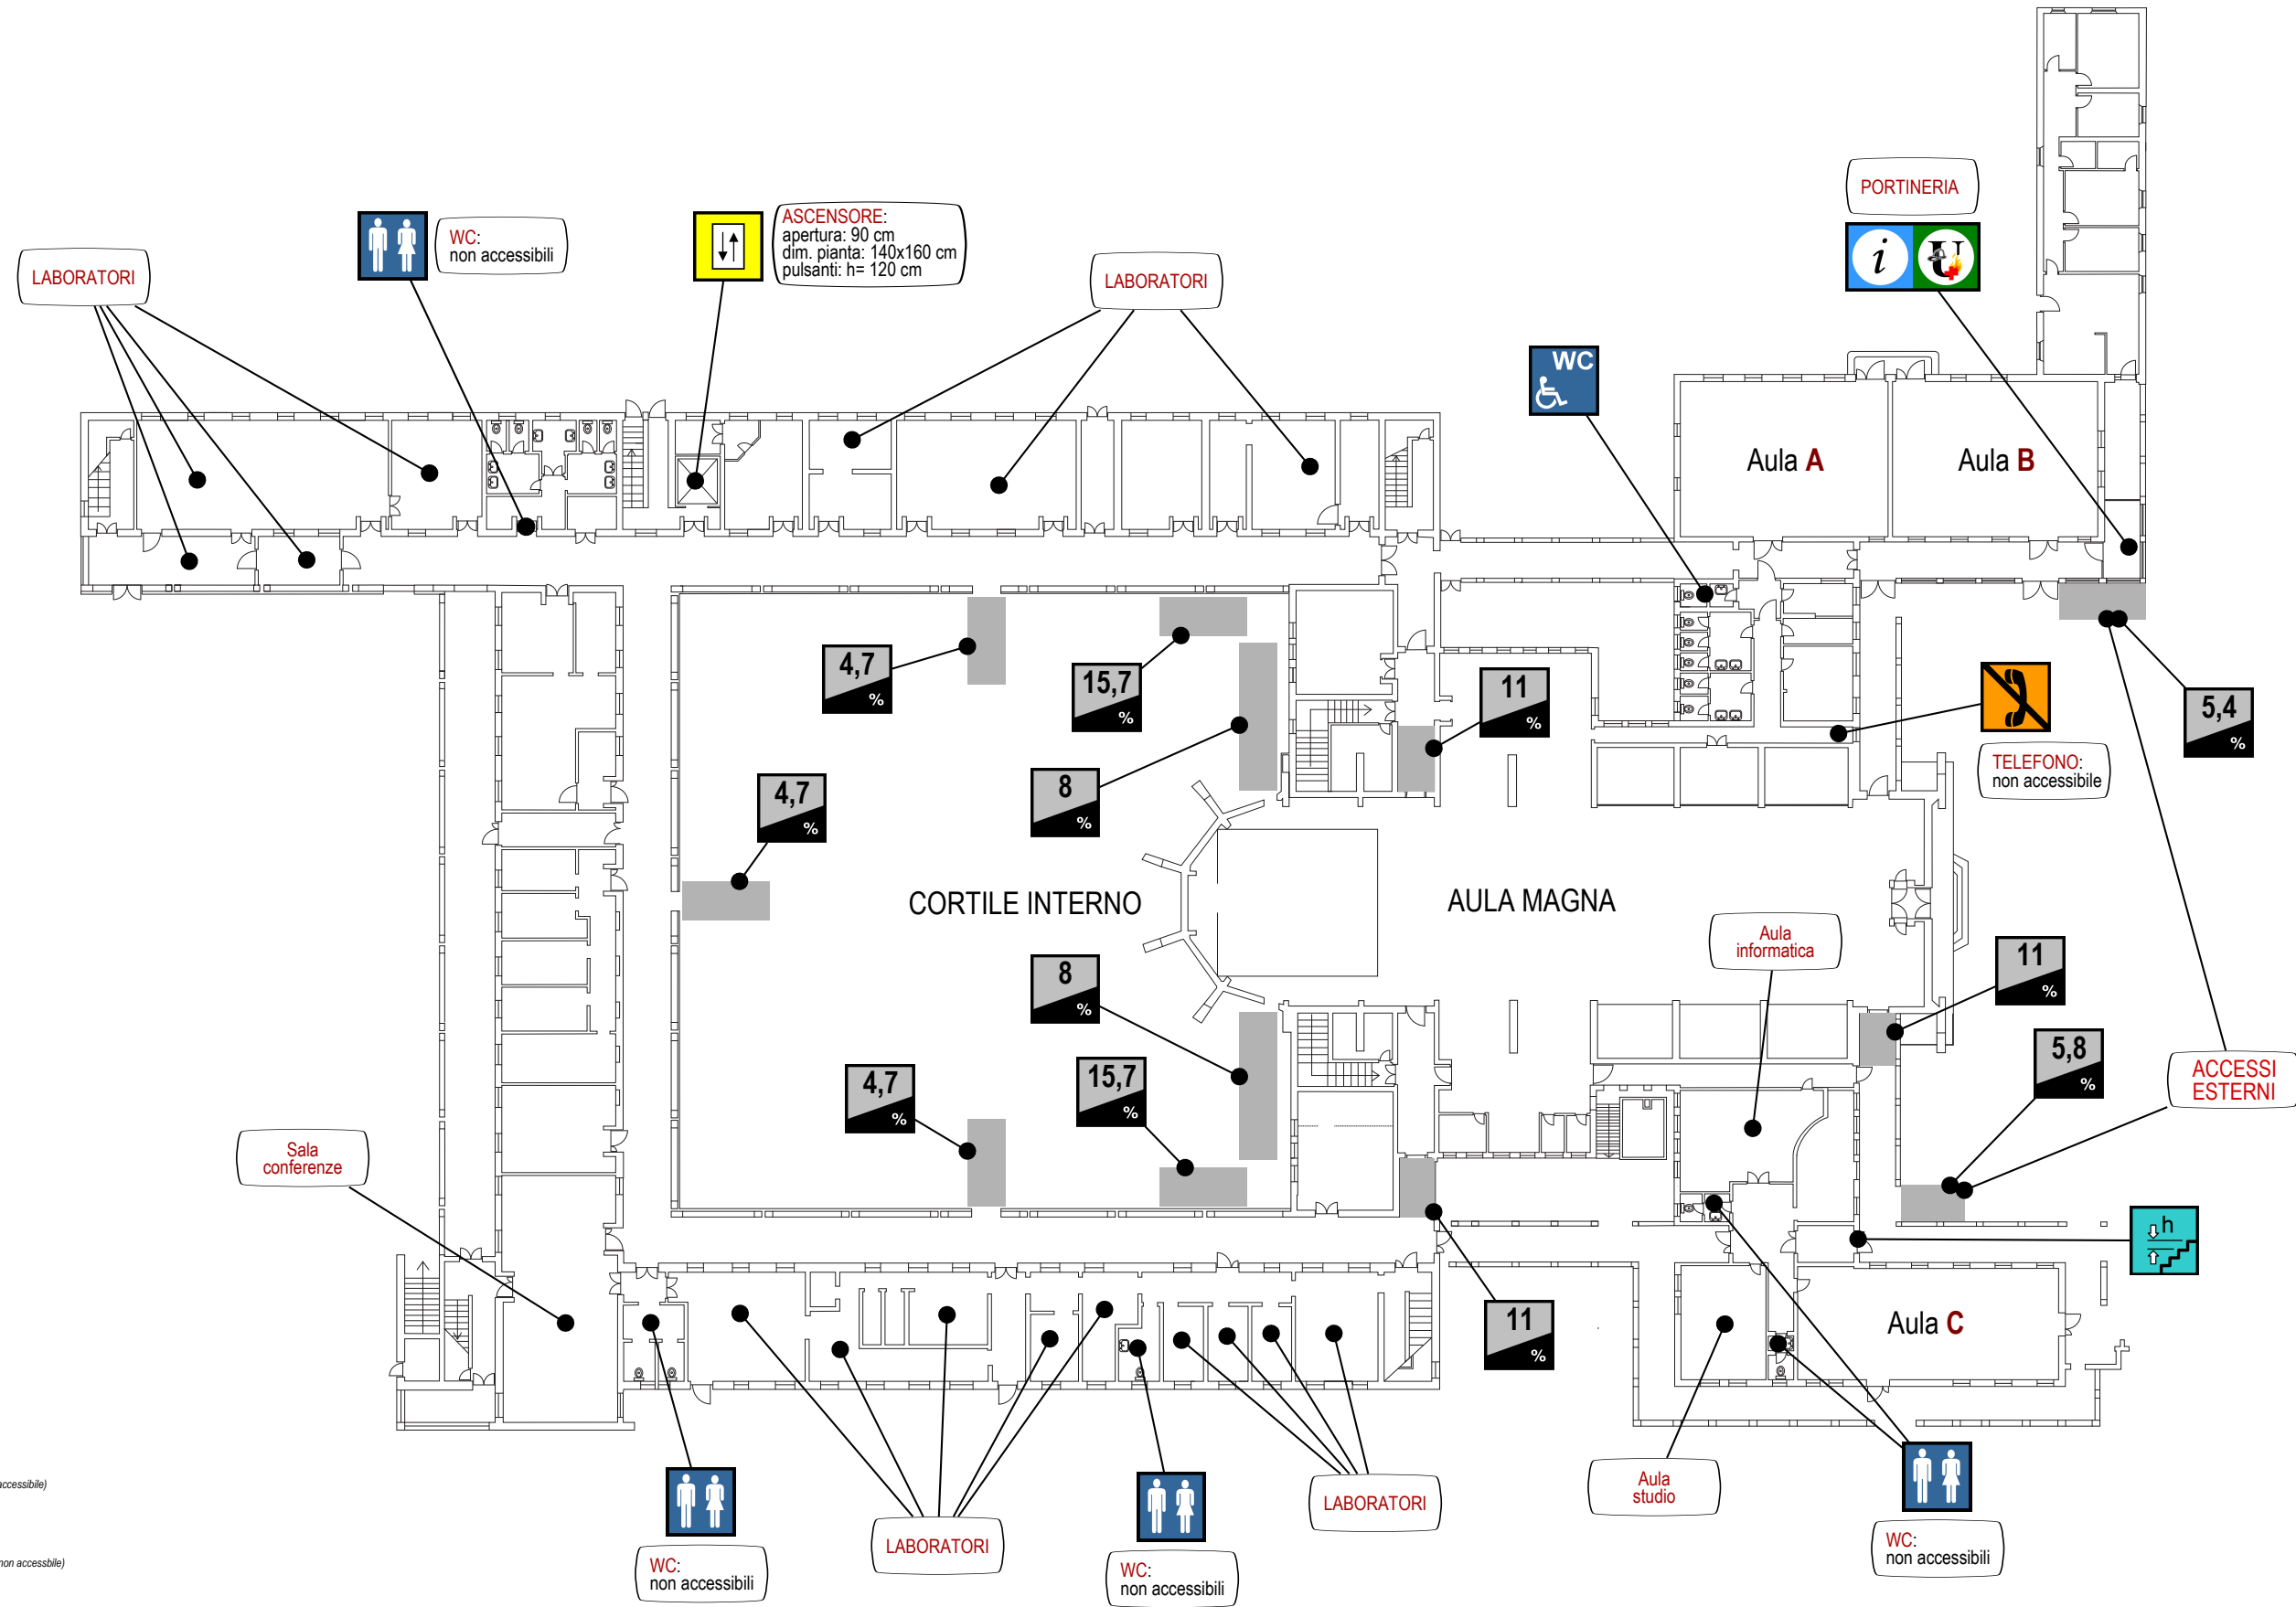 PORTINERIA
i U
WC:
non accessibili
ASCENSORE:
apertura: 90 cm
dim. pianta: 140x160 cm
pulsanti: h= 120 cm
LABORATORI
LABORATORI
WC
Aula A
Aula B
4,7
%
15,7
%
11
%
5,4
%
TELEFONO:
non accessibile
8
%
4,7
%
CORTILE INTERNO
AULA MAGNA
Aula
informatica
8
%
11
%
5,8
%
ACCESSI
ESTERNI
4,7
%
15,7
%
Sala
conferenze
h
11
%
Aula C
accessibile)
Aula
studio
LABORATORI
LABORATORI
WC:
non accessibili
WC:
non accessibili
WC:
non accessibili
non accessbile)